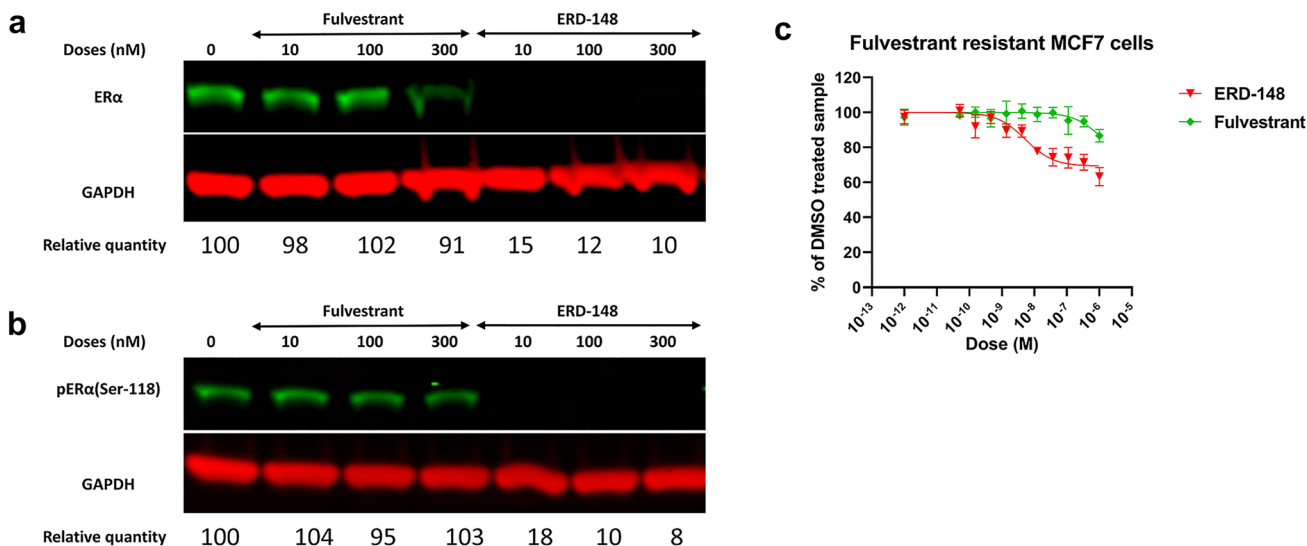 a
Fulvestrant ERD-148
Doses (nM) 0 10 100 300 10 100 300
ERα
GAPDH
Relative quantity 100 98 102 91 15 12 10
b
Fulvestrant ERD-148
Doses (nM) 0 10 100 300 10 100 300
pERα(Ser-118)
GAPDH
Relative quantity 100 104 95 103 18 10 8
c
Fulvestrant resistant MCF7 cells
% of DMSO treated sample
120
100
80
60
40
20
0
10-13 10-12 10-11 10-10 10-9 10-8 10-7 10-6 10-5
Dose (M)
ERD-148
Fulvestrant